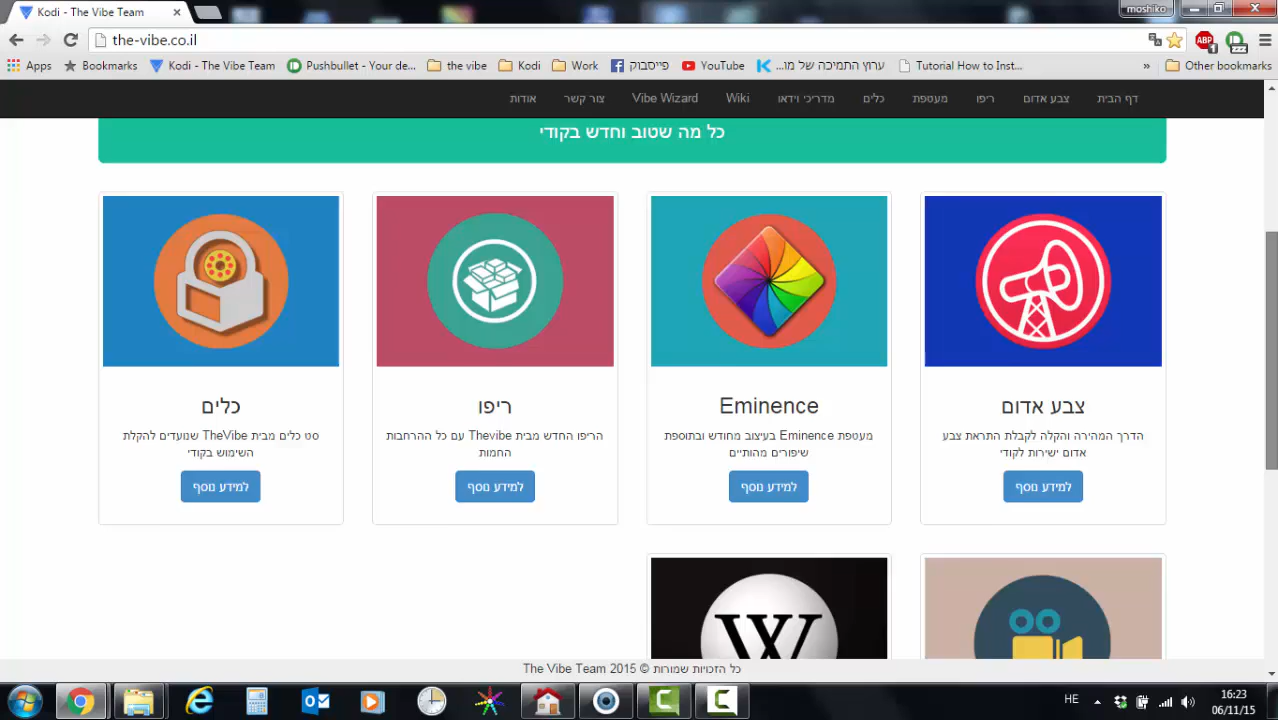 Kodi - The Vibe Team
moshiko
the-vibe.co.il
ABP
1
222
Apps
Bookmarks
Kodi - The Vibe Team
Pushbullet - Your de...
the vibe
Kodi
Work
פייסבוק
YouTube
ערוץ התמיכה של מו...
Tutorial How to Inst...
»
Other bookmarks
דף הבית
צבע אדום
ריפו
מעטפת
כלים
מדריכי וידאו
Wiki
Vibe Wizard
צור קשר
אודות
כל מה שטוב וחדש בקודי
צבע אדום
הדרך המהירה והקלה לקבלת התראת צבע
אדום ישירות לקודי
למידע נוסף
Eminence
מעטפת Eminence בעיצוב מחודש ובתוספת
שיפורים מהותיים
למידע נוסף
ריפו
הריפו החדש מבית Thevibe עם כל ההרחבות
החמות
למידע נוסף
כלים
סט כלים מבית TheVibe שנועדים להקלת
השימוש בקודי
למידע נוסף
W
כל הזכויות שמורות © The Vibe Team 2015
HE
16:23
06/11/15